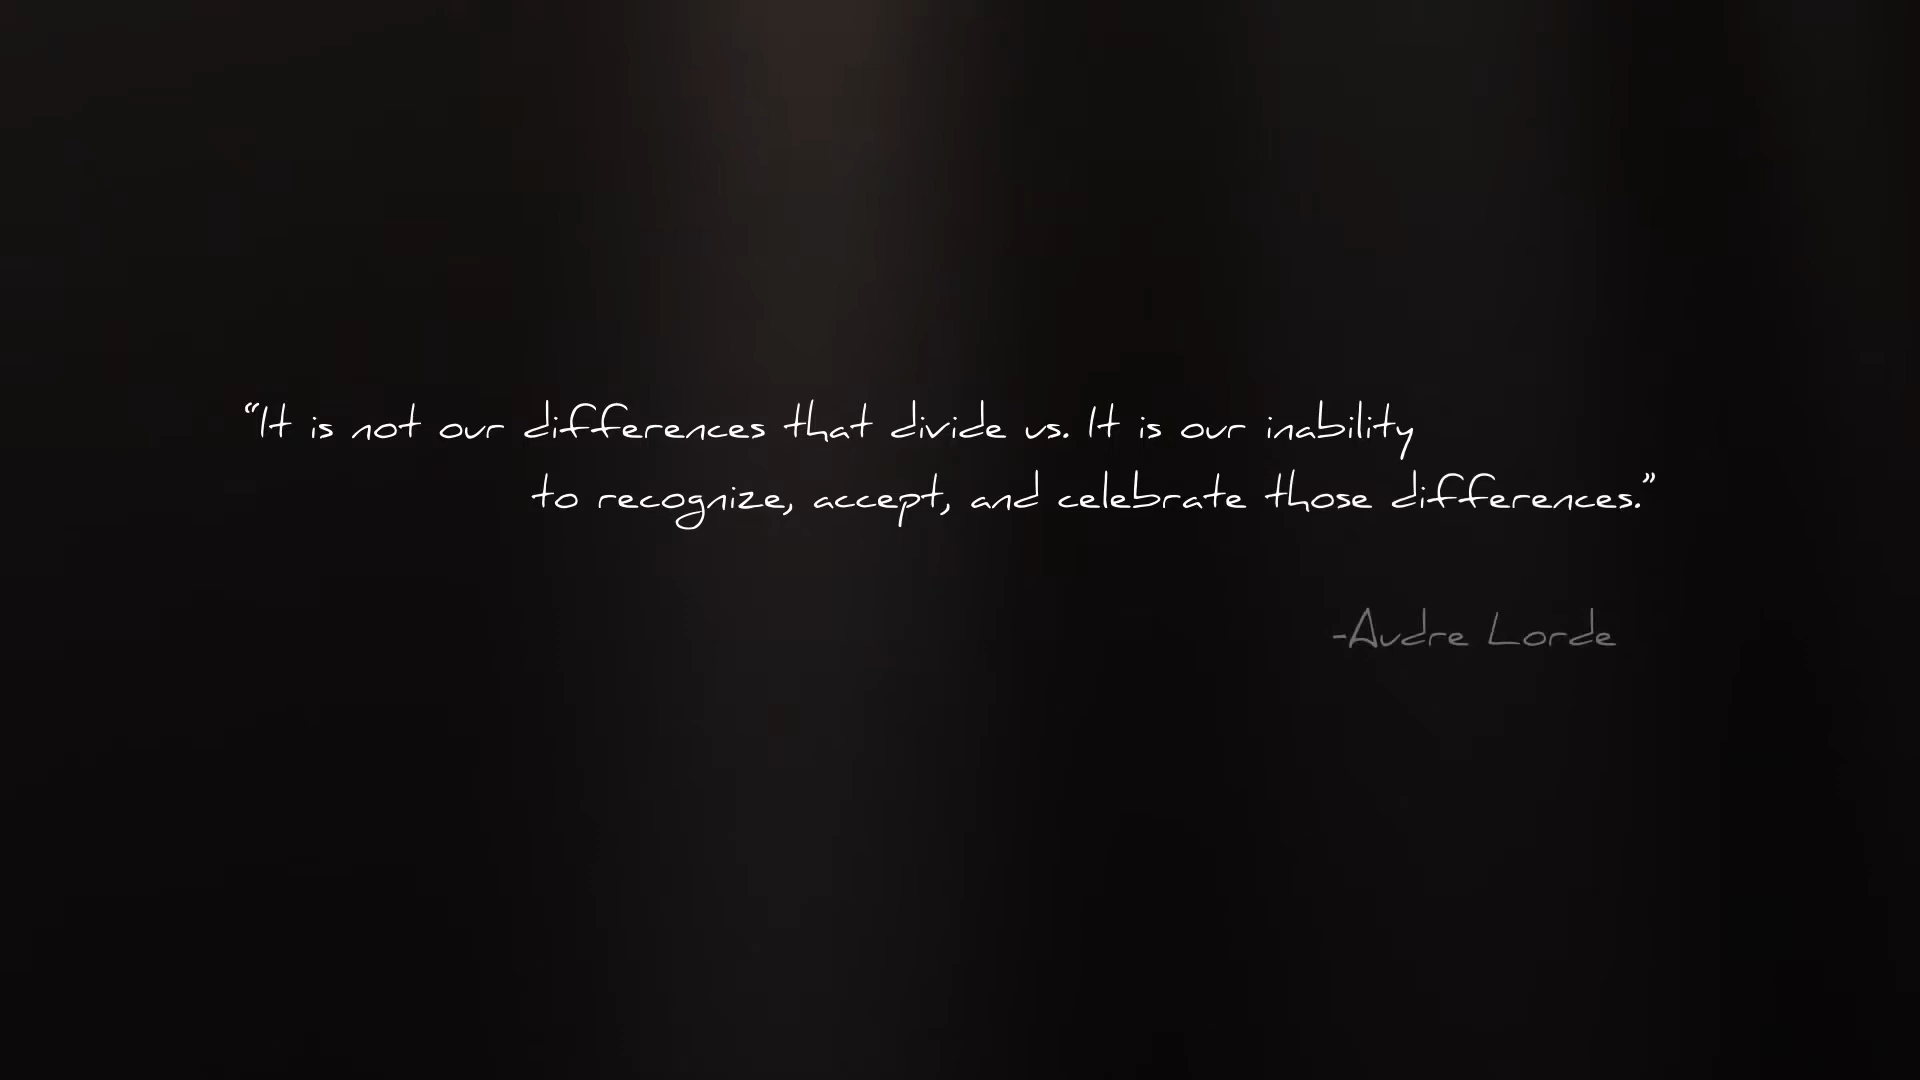 “It is not our differences that divide us. It is our inability
to recognize, accept, and celebrate those differences.”
-Audre Lorde